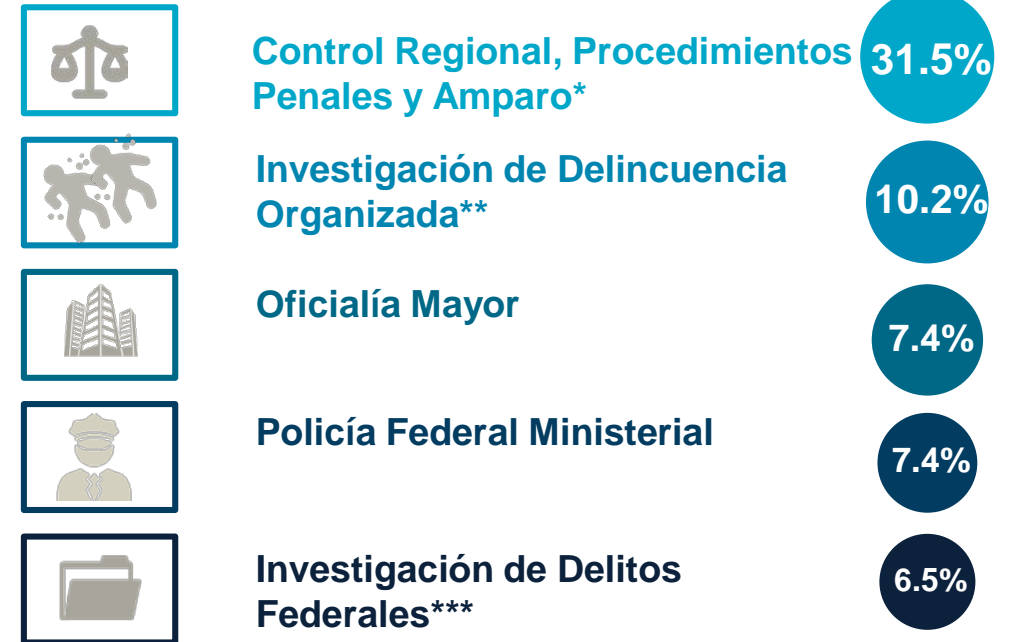 Control Regional, Procedimientos
Penales y Amparo*
31.5%
Investigación de Delincuencia
Organizada**
10.2%
Oficialía Mayor
7.4%
Policía Federal Ministerial
7.4%
Investigación de Delitos
Federales***
6.5%